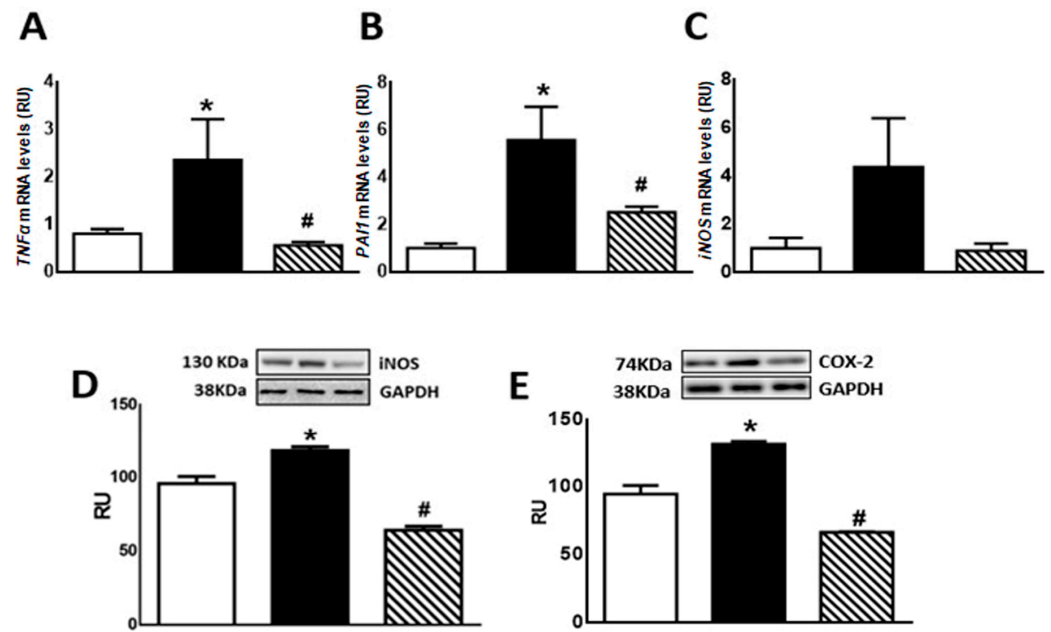 A
B
C
TNFα mRNA levels (RU)
4
3
2
1
0
*
#
PAI1 mRNA levels (RU)
8
6
4
2
0
*
#
iNOS mRNA levels (RU)
8
6
4
2
0
D
130 KDa
iNOS
38KDa
GAPDH
RU
150
100
50
0
*
#
E
74KDa
COX-2
38KDa
GAPDH
RU
150
100
50
0
*
#